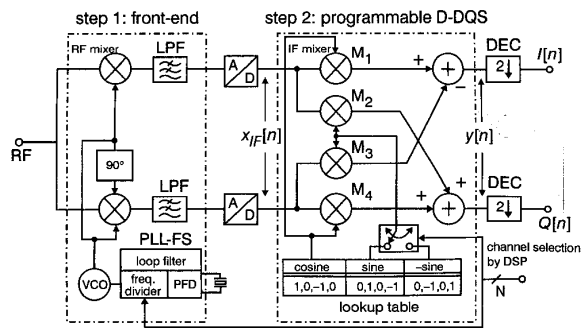 step 1: front-end
step 2: programmable D-DQS
RF mixer
LPF
A
D
IF mixer
M1
+
−
DEC
2↓
I[n]
M2
xIF[n]
y[n]
RF
90°
M3
LPF
A
D
M4
+
+
DEC
2↓
Q[n]
PLL-FS
loop filter
VCO
freq. divider
PFD
channel selection by DSP
N
cosine
sine
−sine
1,0,−1,0
0,1,0,−1
0,−1,0,1
lookup table